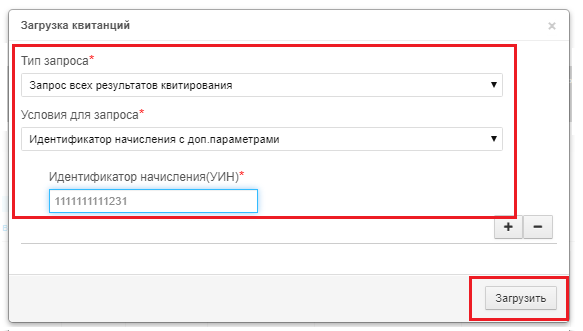 Загрузка квитанций ×
Тип запроса*
Запрос всех результатов квитирования
Условия для запроса*
Идентификатор начисления с доп.параметрами
Идентификатор начисления(УИН)*
1111111111231
+ −
Загрузить